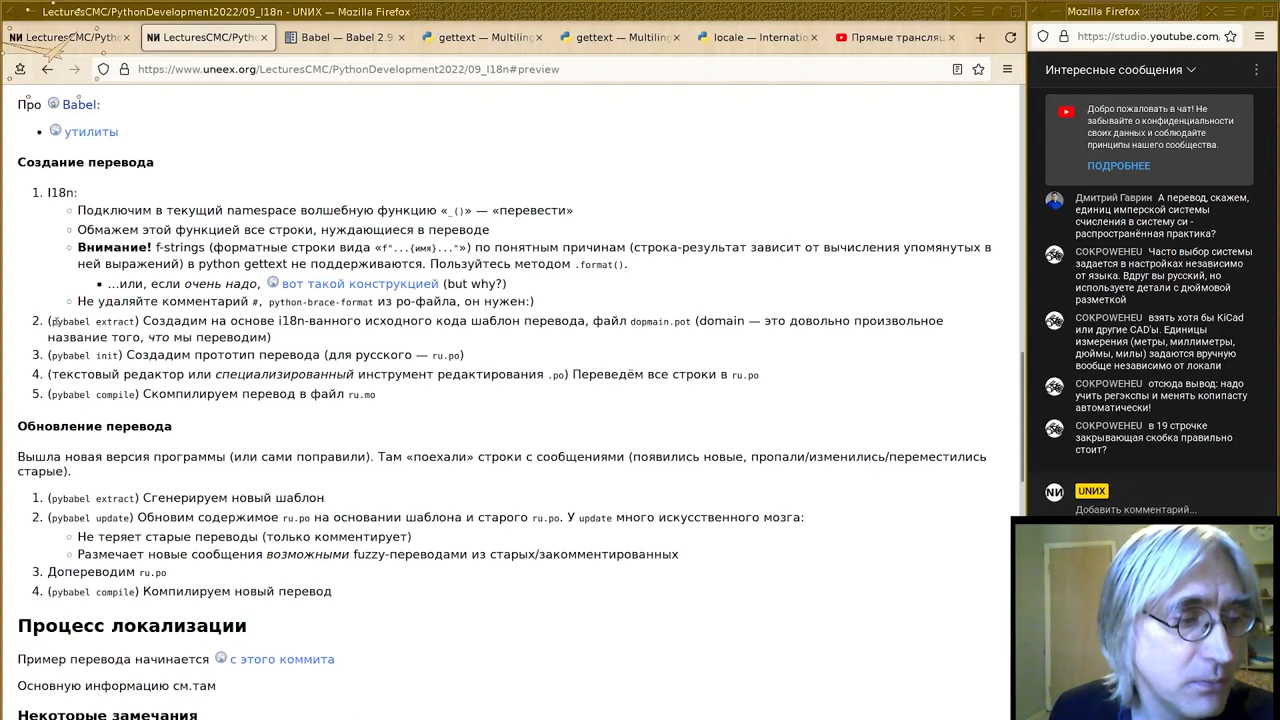 LecturesCMC/PythonDevelopment2022/09_I18n - UNИX — Mozilla Firefox
Mozilla Firefox
LecturesCMC/Pytho
LecturesCMC/Pytho
Babel — Babel 2.9
gettext — Multiling
gettext — Multiling
locale — Internatio
Прямые трансляц
https://studio.youtube.com/
https://www.uneex.org/LecturesCMC/PythonDevelopment2022/09_I18n#preview
Про Babel:
утилиты
Создание перевода
1. I18n:
Подключим в текущий namespace волшебную функцию «_()» — «перевести»
Обмажем этой функцией все строки, нуждающиеся в переводе
Внимание! f-strings (форматные строки вида «f"...{имя}..."») по понятным причинам (строка-результат зависит от вычисления упомянутых в
ней выражений) в python gettext не поддерживаются. Пользуйтесь методом .format().
…или, если очень надо, вот такой конструкцией (but why?)
Не удаляйте комментарий #, python-brace-format из po-файла, он нужен:)
2. (pybabel extract) Создадим на основе i18n-ванного исходного кода шаблон перевода, файл dopmain.pot (domain — это довольно произвольное
название того, что мы переводим)
3. (pybabel init) Создадим прототип перевода (для русского — ru.po)
4. (текстовый редактор или специализированный инструмент редактирования .po) Переведём все строки в ru.po
5. (pybabel compile) Скомпилируем перевод в файл ru.mo
Обновление перевода
Вышла новая версия программы (или сами поправили). Там «поехали» строки с сообщениями (появились новые, пропали/изменились/переместились
старые).
1. (pybabel extract) Сгенерируем новый шаблон
2. (pybabel update) Обновим содержимое ru.po на основании шаблона и старого ru.po. У update много искусственного мозга:
Не теряет старые переводы (только комментирует)
Размечает новые сообщения возможными fuzzy-переводами из старых/закомментированных
3. Допереводим ru.po
4. (pybabel compile) Компилируем новый перевод
Процесс локализации
Пример перевода начинается с этого коммита
Основную информацию см.там
Некоторые замечания
Интересные сообщения
Добро пожаловать в чат! Не
забывайте о конфиденциальности
своих данных и соблюдайте
принципы нашего сообщества.
ПОДРОБНЕЕ
Дмитрий Гаврин А перевод, скажем,
единиц имперской системы
счисления в систему си -
распространённая практика?
COKPOWEHEU Часто выбор системы
задается в настройках независимо
от языка. Вдруг вы русский, но
используете детали с дюймовой
разметкой
COKPOWEHEU взять хотя бы KiCad
или другие CAD'ы. Единицы
измерения (метры, миллиметры,
дюймы, милы) задаются вручную
вообще независимо от локали
COKPOWEHEU отсюда вывод: надо
учить регэкспы и менять копипасту
автоматически!
COKPOWEHEU в 19 строчке
закрывающая скобка правильно
стоит?
NИ UNИX
Добавить комментарий...